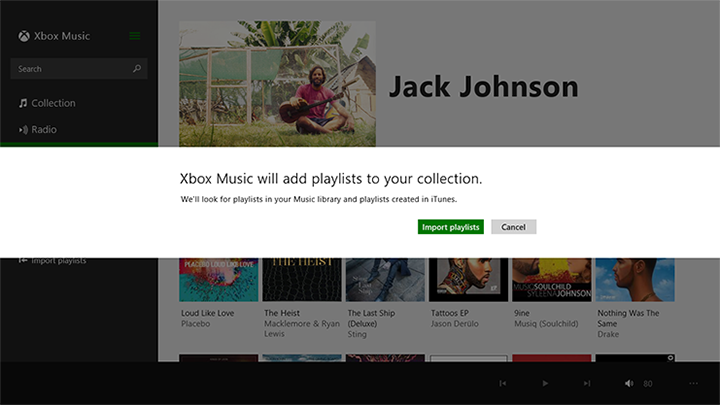 Xbox Music
Search
Collection
Radio
Jack Johnson
Xbox Music will add playlists to your collection.
We'll look for playlists in your Music library and playlists created in iTunes.
Import playlists
Cancel
Import playlists
PLACEBO LOUD LIKE LOVE
THE HEIST
MUSIQ SOULCHILD
SYLEENA JOHNSON
Loud Like Love
Placebo
The Heist
Macklemore & Ryan
Lewis
The Last Ship
(Deluxe)
Sting
Tattoos EP
Jason Derülo
9ine
Musiq (Soulchild)
Nothing Was The
Same
Drake
80